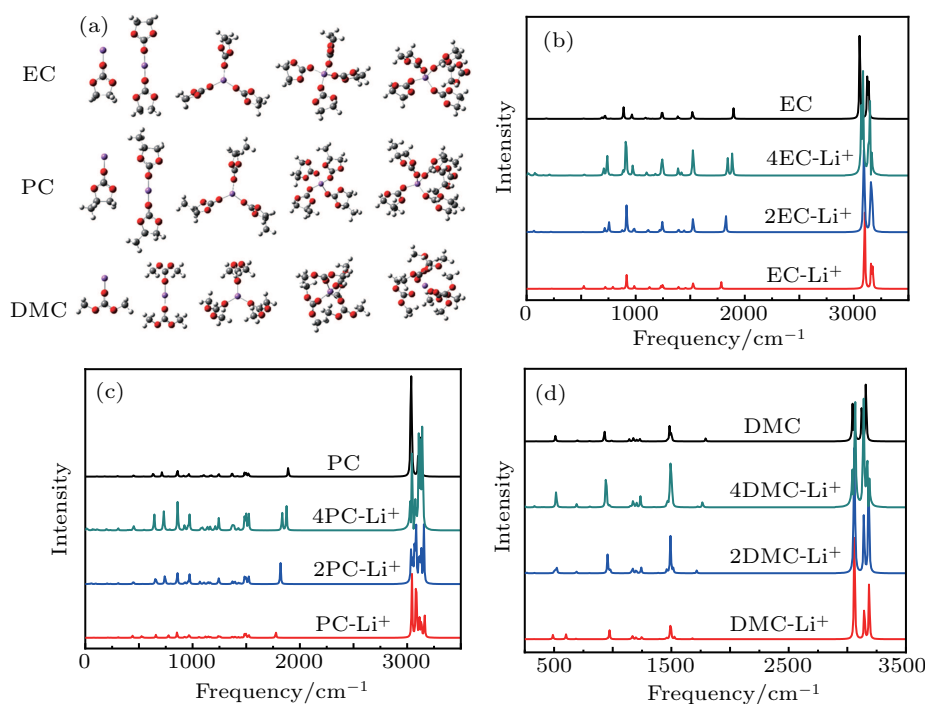 (a)
EC
PC
DMC
(b)
EC
4EC-Li⁺
2EC-Li⁺
EC-Li⁺
Intensity
0 1000 2000 3000
Frequency/cm⁻¹
(c)
PC
4PC-Li⁺
2PC-Li⁺
PC-Li⁺
Intensity
0 1000 2000 3000
Frequency/cm⁻¹
(d)
DMC
4DMC-Li⁺
2DMC-Li⁺
DMC-Li⁺
Intensity
500 1500 2500 3500
Frequency/cm⁻¹